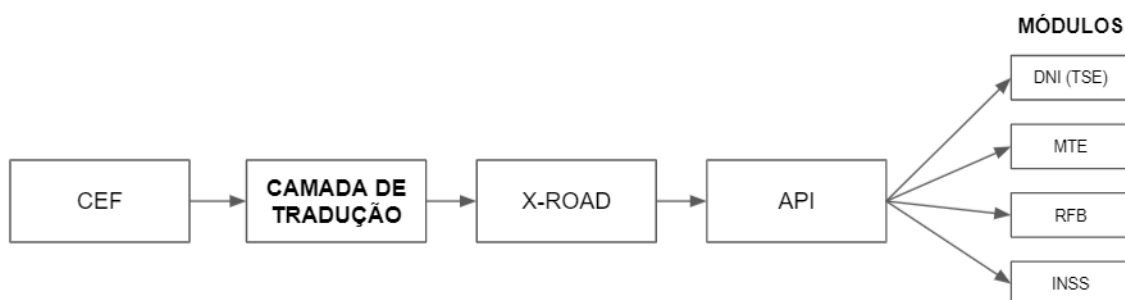 MÓDULOS
DNI (TSE)
MTE
CEF
CAMADA DE
TRADUÇÃO
X-ROAD
API
RFB
INSS